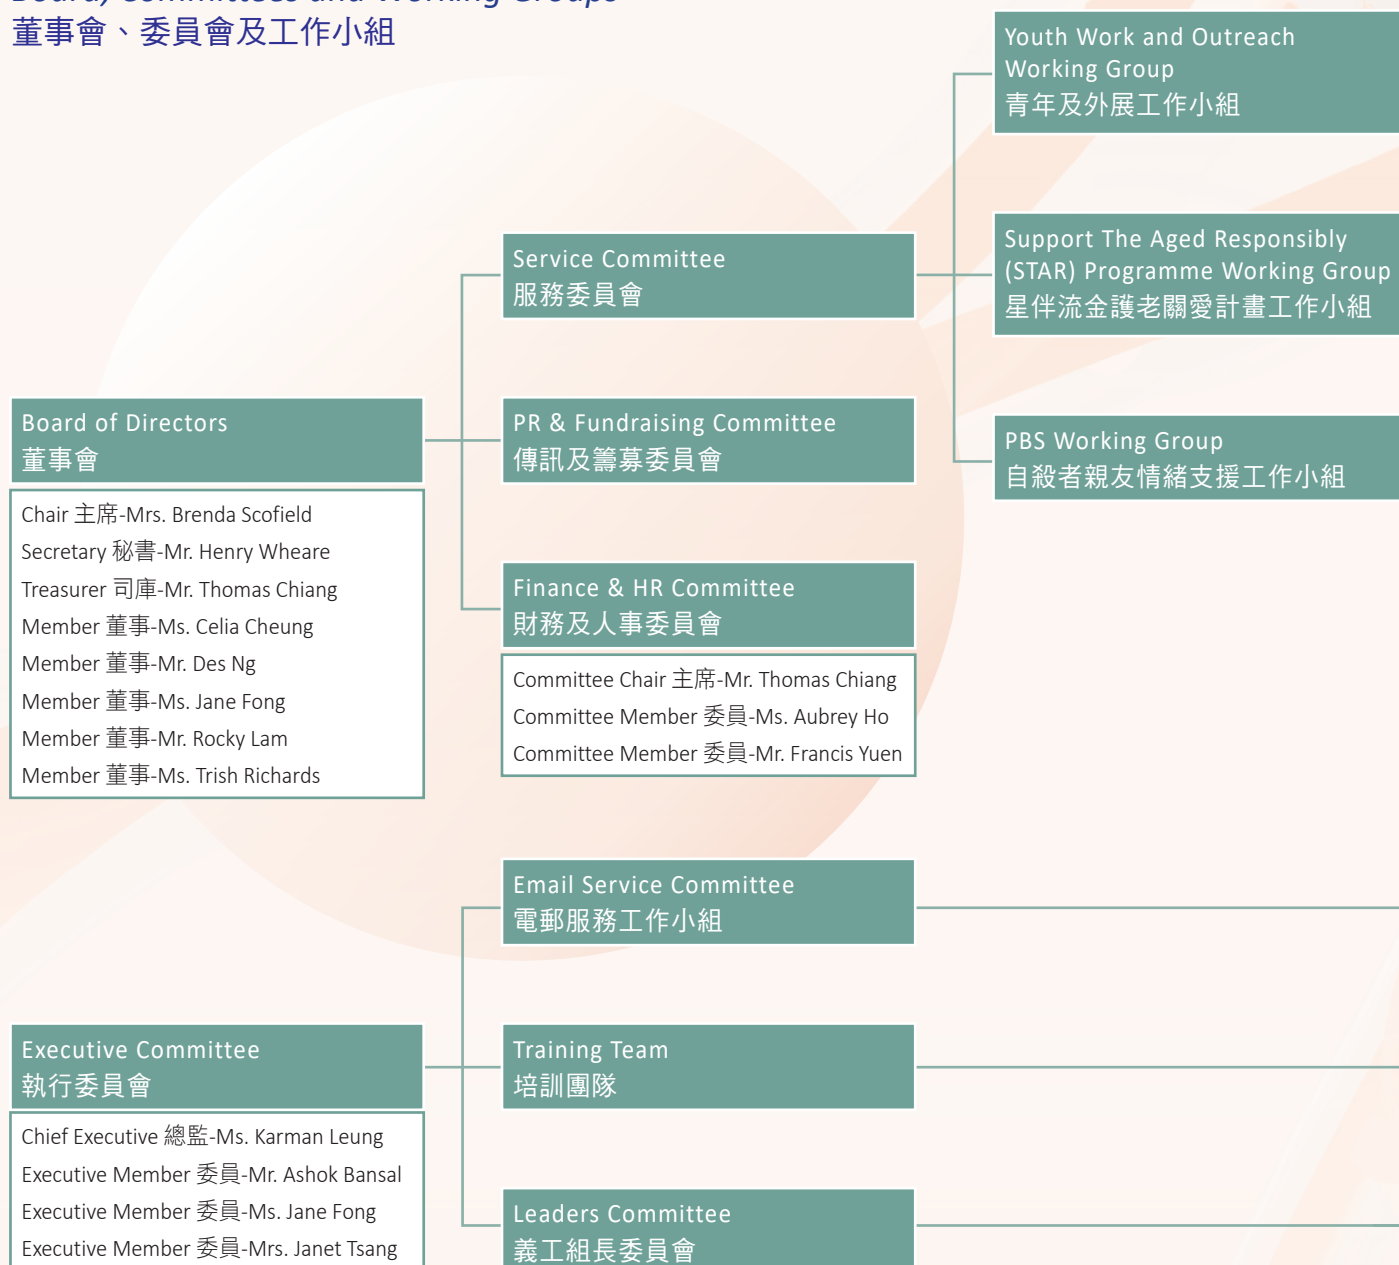 Board, Committees and Working Groups
董事會、委員會及工作小組
Youth Work and Outreach
Working Group
青年及外展工作小組
Support The Aged Responsibly
(STAR) Programme Working Group
星伴流金護老關愛計畫工作小組
PBS Working Group
自殺者親友情緒支援工作小組
Service Committee
服務委員會
PR & Fundraising Committee
傳訊及籌募委員會
Finance & HR Committee
財務及人事委員會
Committee Chair 主席-Mr. Thomas Chiang
Committee Member 委員-Ms. Aubrey Ho
Committee Member 委員-Mr. Francis Yuen
Board of Directors
董事會
Chair 主席-Mrs. Brenda Scofield
Secretary 秘書-Mr. Henry Wheare
Treasurer 司庫-Mr. Thomas Chiang
Member 董事-Ms. Celia Cheung
Member 董事-Mr. Des Ng
Member 董事-Ms. Jane Fong
Member 董事-Mr. Rocky Lam
Member 董事-Ms. Trish Richards
Email Service Committee
電郵服務工作小組
Training Team
培訓團隊
Leaders Committee
義工組長委員會
Executive Committee
執行委員會
Chief Executive 總監-Ms. Karman Leung
Executive Member 委員-Mr. Ashok Bansal
Executive Member 委員-Ms. Jane Fong
Executive Member 委員-Mrs. Janet Tsang